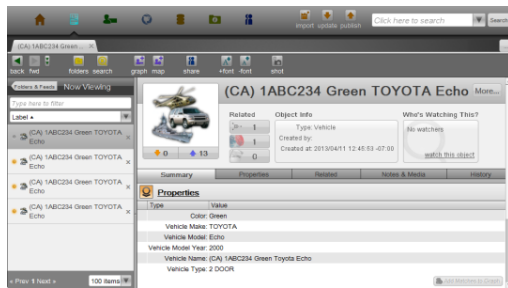 import update publish
Click here to search
Search
(CA) 1ABC234 Green... ×
back fwd folders search graph map share +font -font shot
Folders & Feeds Now Viewing
Type here to filter
Label
(CA) 1ABC234 Green TOYOTA Echo ×
(CA) 1ABC234 Green TOYOTA Echo ×
(CA) 1ABC234 Green TOYOTA Echo ×
(CA) 1ABC234 Green TOYOTA Echo ×
« Prev 1 Next »
100 items
(CA) 1ABC234 Green TOYOTA Echo
More...
0 13
Related
1
1
0
Object Info
Type: Vehicle
Created by:
Created at: 2013/04/11 12:45:53 -07:00
Who's Watching This?
No watchers
watch this object
Summary Properties Related Notes & Media History
Properties
Type Value
Color: Green
Vehicle Make: TOYOTA
Vehicle Model: Echo
Vehicle Model Year: 2000
Vehicle Name: (CA) 1ABC234 Green Toyota Echo
Vehicle Type: 2 DOOR